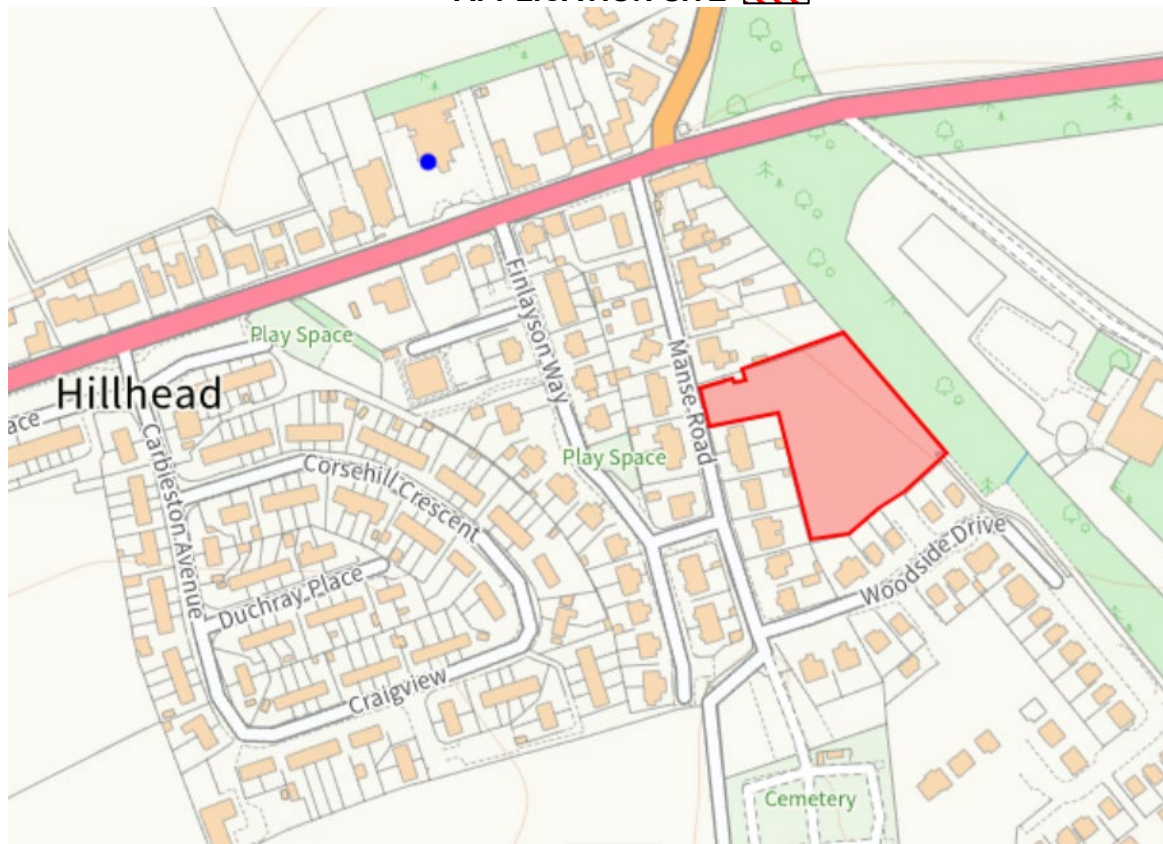 Play Space
Hillhead
ace
Finlayson Way
Manse Road
Play Space
Carbieston Avenue
Corsehill Crescent
Duchray Place
Craigview
Woodside Drive
Cemetery